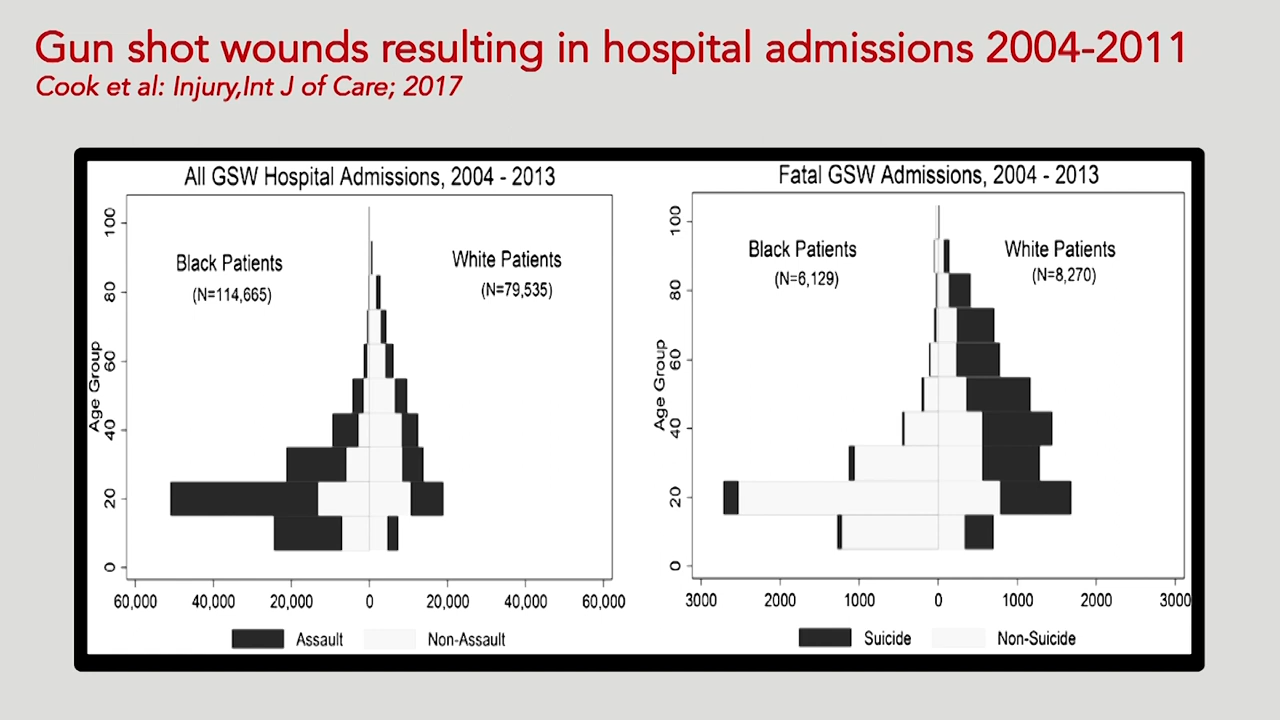 Gun shot wounds resulting in hospital admissions 2004-2011
Cook et al: Injury,Int J of Care; 2017
All GSW Hospital Admissions, 2004 - 2013
Black Patients
(N=114,665)
White Patients
(N=79,535)
Age Group
100
80
60
40
20
0
60,000 40,000 20,000 0 20,000 40,000 60,000
Assault Non-Assault
Fatal GSW Admissions, 2004 - 2013
Black Patients
(N=6,129)
White Patients
(N=8,270)
Age Group
100
80
60
40
20
0
3000 2000 1000 0 1000 2000 3000
Suicide Non-Suicide